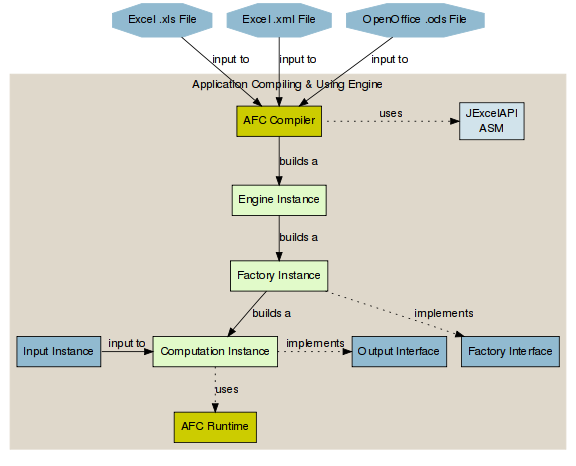 Excel .xls File
Excel .xml File
OpenOffice .ods File
input to
input to
input to
Application Compiling & Using Engine
AFC Compiler
uses
JExcelAPI
ASM
builds a
Engine Instance
builds a
Factory Instance
builds a
implements
Input Instance
input to
Computation Instance
implements
Output Interface
Factory Interface
uses
AFC Runtime